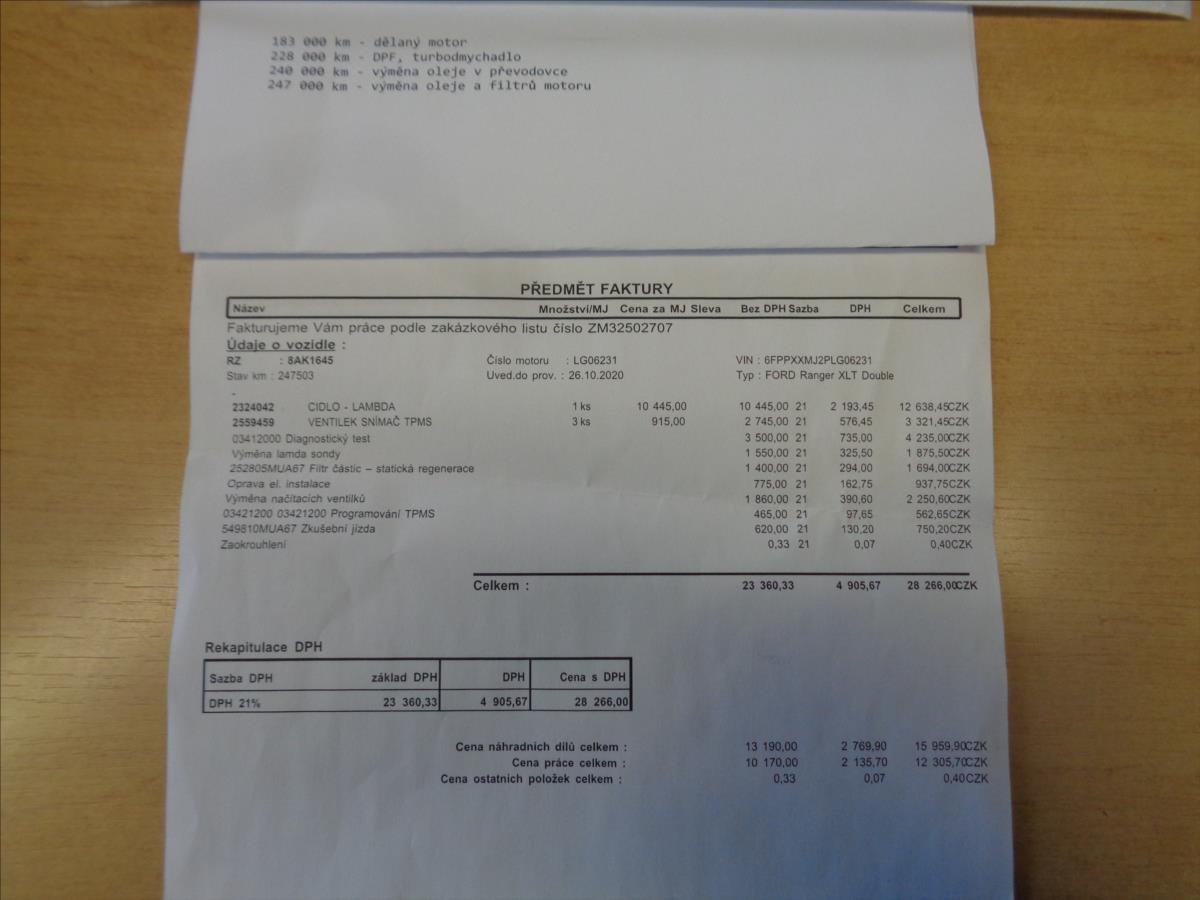 183 000 km - dělaný motor
228 000 km - DPF, turbodmychadlo
240 000 km - výměna oleje v převodovce
247 000 km - výměna oleje a filtrů motoru
PŘEDMĚT FAKTURY
Název Množství/MJ Cena za MJ Sleva Bez DPH Sazba DPH Celkem
Fakturujeme Vám práce podle zakázkového listu číslo ZM32502707
Údaje o vozidle :
RZ : 8AK1645 Číslo motoru : LG06231 VIN : 6FPPXXMJ2PLG06231
Stav km : 247503 Uved.do prov. : 26.10.2020 Typ : FORD Ranger XLT Double
-
2324042 CIDLO - LAMBDA 1 ks 10 445,00 10 445,00 21 2 193,45 12 638,45CZK
2559459 VENTILEK SNÍMAČ TPMS 3 ks 915,00 2 745,00 21 576,45 3 321,45CZK
03412000 Diagnostický test 3 500,00 21 735,00 4 235,00CZK
Výměna lamda sondy 1 550,00 21 325,50 1 875,50CZK
252805MUA67 Filtr částic – statická regenerace 1 400,00 21 294,00 1 694,00CZK
Oprava el. instalace 775,00 21 162,75 937,75CZK
Výměna načítacích ventilků 1 860,00 21 390,60 2 250,60CZK
03421200 03421200 Programování TPMS 465,00 21 97,65 562,65CZK
549810MUA67 Zkušební jízda 620,00 21 130,20 750,20CZK
Zaokrouhlení 0,33 21 0,07 0,40CZK
Celkem : 23 360,33 4 905,67 28 266,00CZK
Rekapitulace DPH
Sazba DPH základ DPH DPH Cena s DPH
DPH 21% 23 360,33 4 905,67 28 266,00
Cena náhradních dílů celkem : 13 190,00 2 769,90 15 959,90CZK
Cena práce celkem : 10 170,00 2 135,70 12 305,70CZK
Cena ostatních položek celkem : 0,33 0,07 0,40CZK